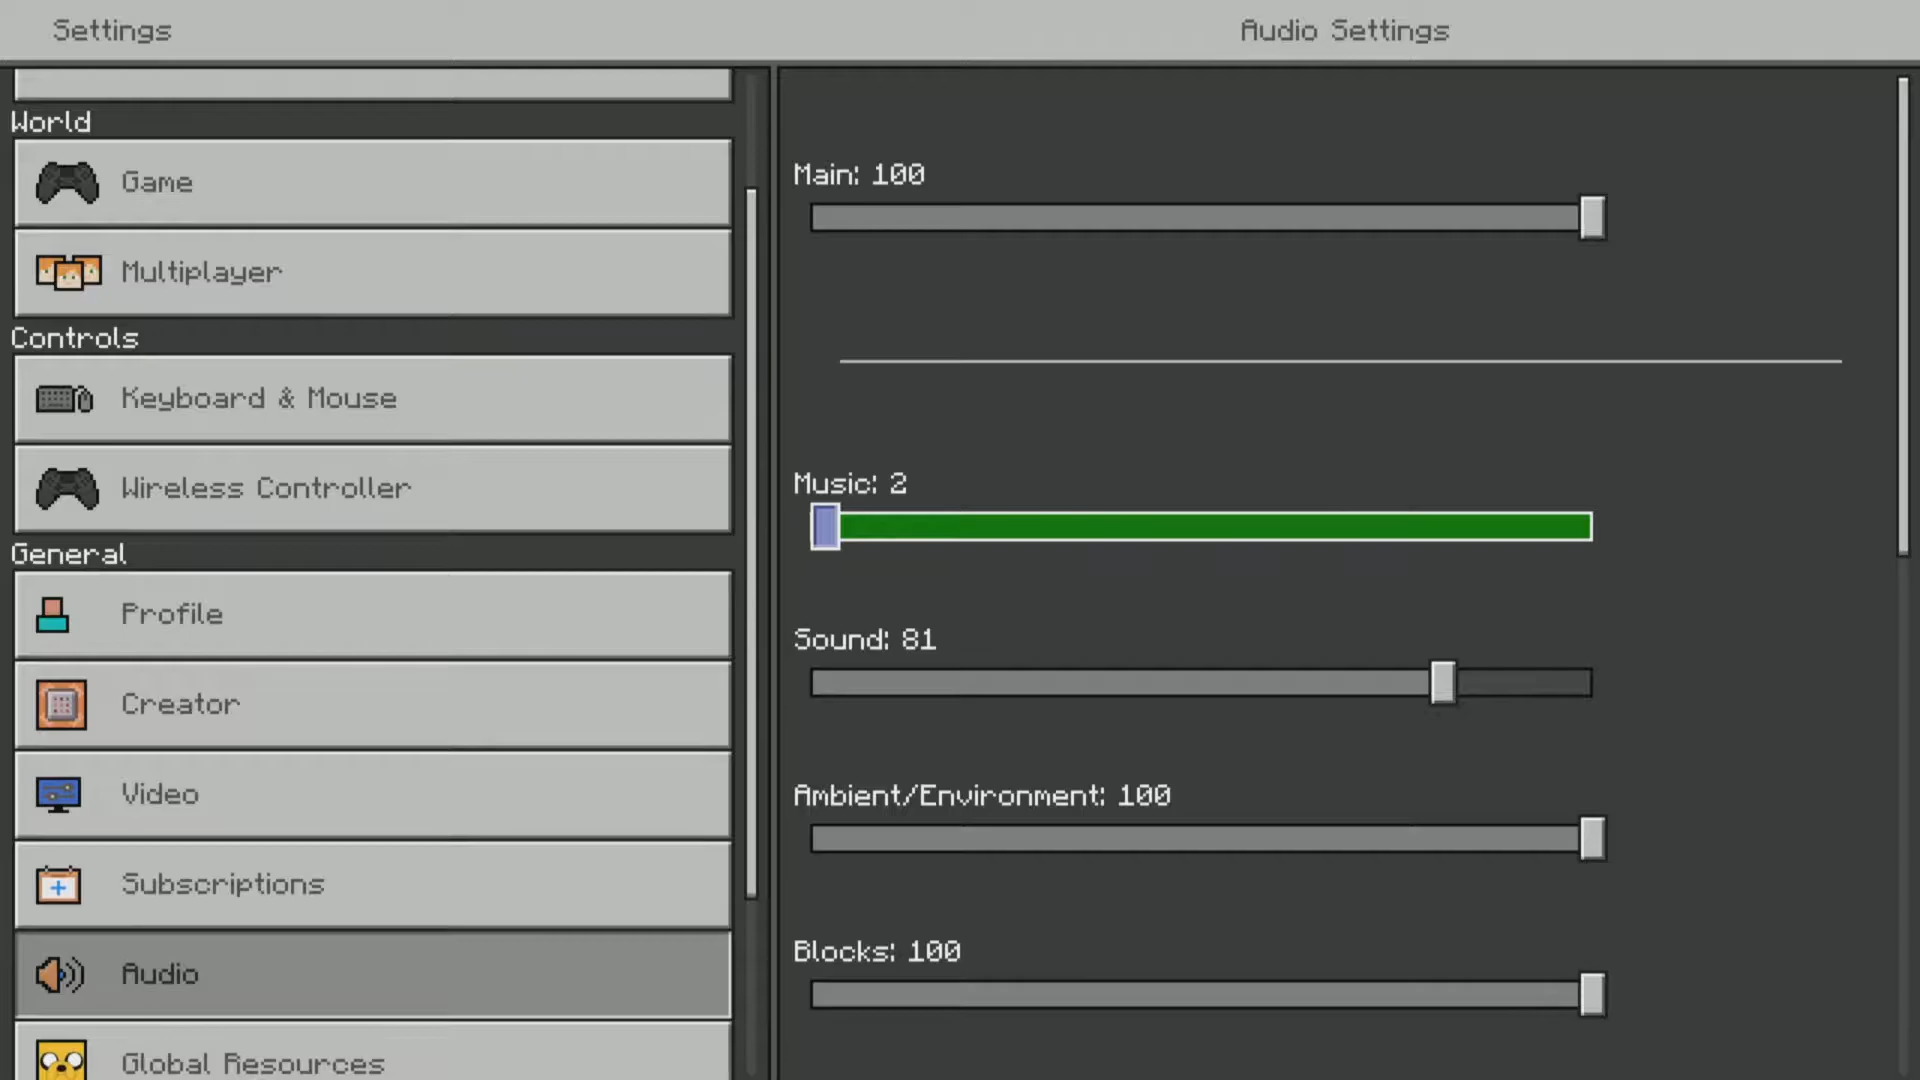 Settings
Audio Settings
World
Game
Multiplayer
Controls
Keyboard & Mouse
Wireless Controller
General
Profile
Creator
Video
Subscriptions
Audio
Global Resources
Main: 100
Music: 2
Sound: 81
Ambient/Environment: 100
Blocks: 100